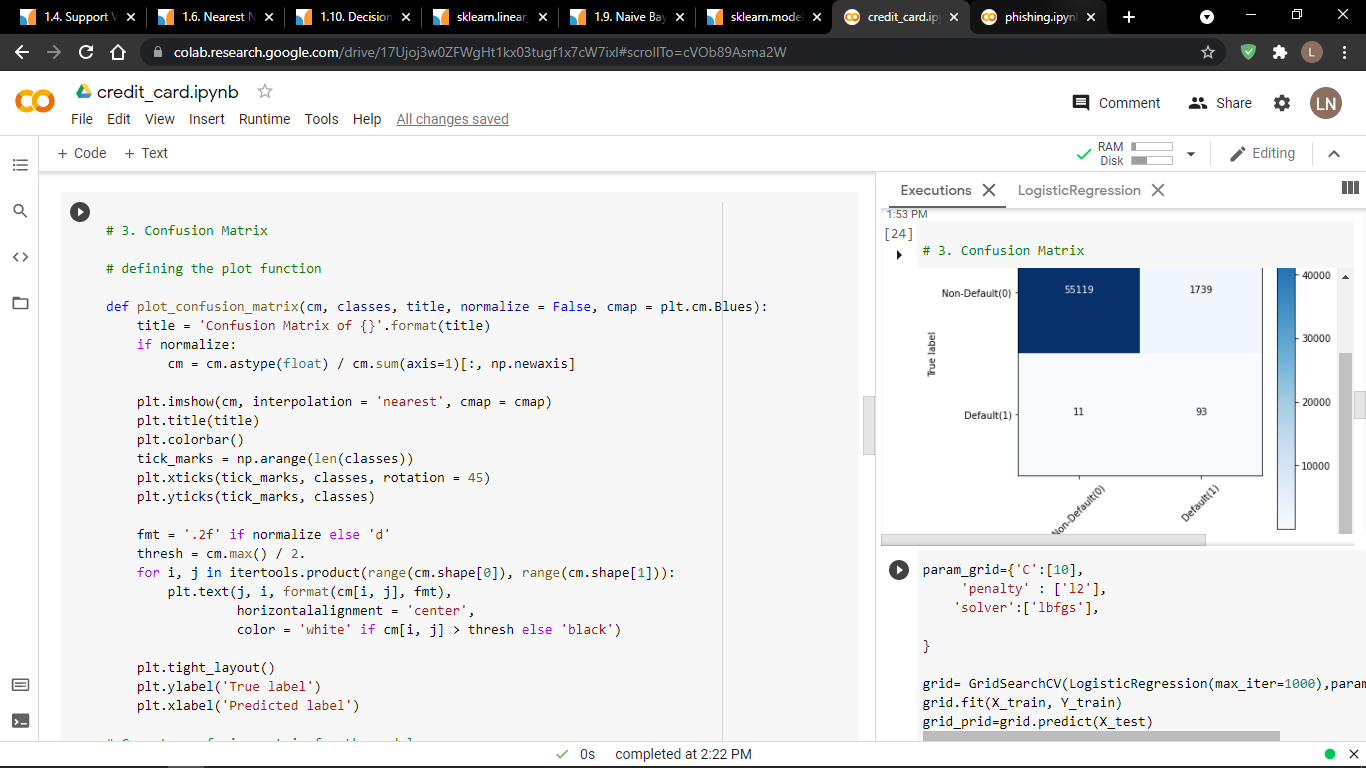 1.4. Support V
1.6. Nearest N
1.10. Decision
sklearn.linear_
1.9. Naive Bay
sklearn.mode
credit_card.ip
phishing.ipyn
colab.research.google.com/drive/17Ujoj3w0ZFWgHt1kx03tugf1x7cW7ixl#scrollTo=cVOb89Asma2W
L
credit_card.ipynb
Comment
Share
LN
File Edit View Insert Runtime Tools Help All changes saved
+ Code + Text
RAM
Disk
Editing
# 3. Confusion Matrix
# defining the plot function
def plot_confusion_matrix(cm, classes, title, normalize = False, cmap = plt.cm.Blues):
title = 'Confusion Matrix of {}'.format(title)
if normalize:
cm = cm.astype(float) / cm.sum(axis=1)[:, np.newaxis]
plt.imshow(cm, interpolation = 'nearest', cmap = cmap)
plt.title(title)
plt.colorbar()
tick_marks = np.arange(len(classes))
plt.xticks(tick_marks, classes, rotation = 45)
plt.yticks(tick_marks, classes)
fmt = '.2f' if normalize else 'd'
thresh = cm.max() / 2.
for i, j in itertools.product(range(cm.shape[0]), range(cm.shape[1])):
plt.text(j, i, format(cm[i, j], fmt),
horizontalalignment = 'center',
color = 'white' if cm[i, j] > thresh else 'black')
plt.tight_layout()
plt.ylabel('True label')
plt.xlabel('Predicted label')
Executions
LogisticRegression
1:53 PM
[24]
# 3. Confusion Matrix
Non-Default(0)
55119
1739
True label
Default(1)
11
93
Non-Default(0)
Default(1)
40000
30000
20000
10000
param_grid={'C':[10],
'penalty' : ['l2'],
'solver':['lbfgs'],
}
grid= GridSearchCV(LogisticRegression(max_iter=1000),param
grid.fit(X_train, Y_train)
grid_prid=grid.predict(X_test)
0s completed at 2:22 PM